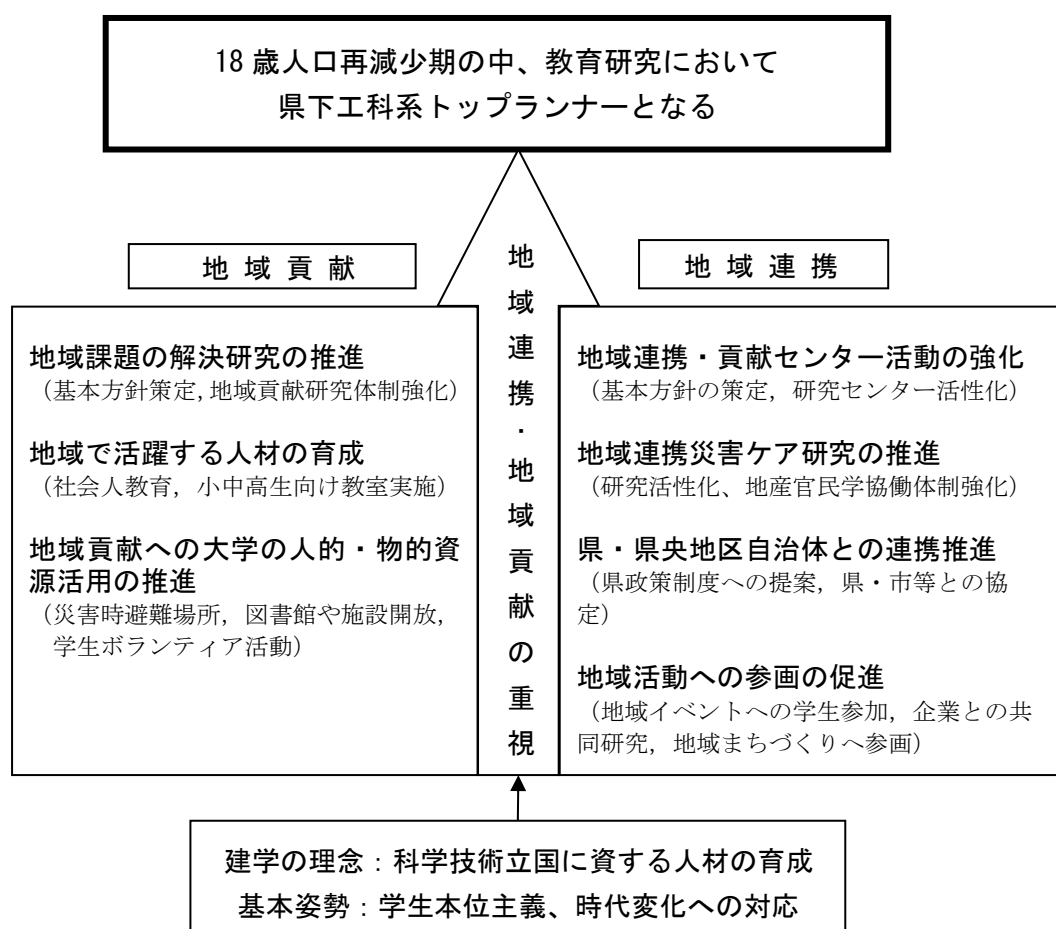 18 歳人口再減少期の中、教育研究において
県下工科系トップランナーとなる
地 域 貢 献
地域課題の解決研究の推進
（基本方針策定,地域貢献研究体制強化）
地域で活躍する人材の育成
（社会人教育，小中高生向け教室実施）
地域貢献への大学の人的・物的資
源活用の推進
（災害時避難場所，図書館や施設開放，
学生ボランティア活動）
地域連携・地域貢献の重視
地 域 連 携
地域連携・貢献センター活動の強化
（基本方針の策定，研究センター活性化）
地域連携災害ケア研究の推進
（研究活性化、地産官民学協働体制強化）
県・県央地区自治体との連携推進
（県政策制度への提案，県・市等との協
定）
地域活動への参画の促進
（地域イベントへの学生参加，企業との共
同研究，地域まちづくりへ参画）
建学の理念：科学技術立国に資する人材の育成
基本姿勢：学生本位主義、時代変化への対応